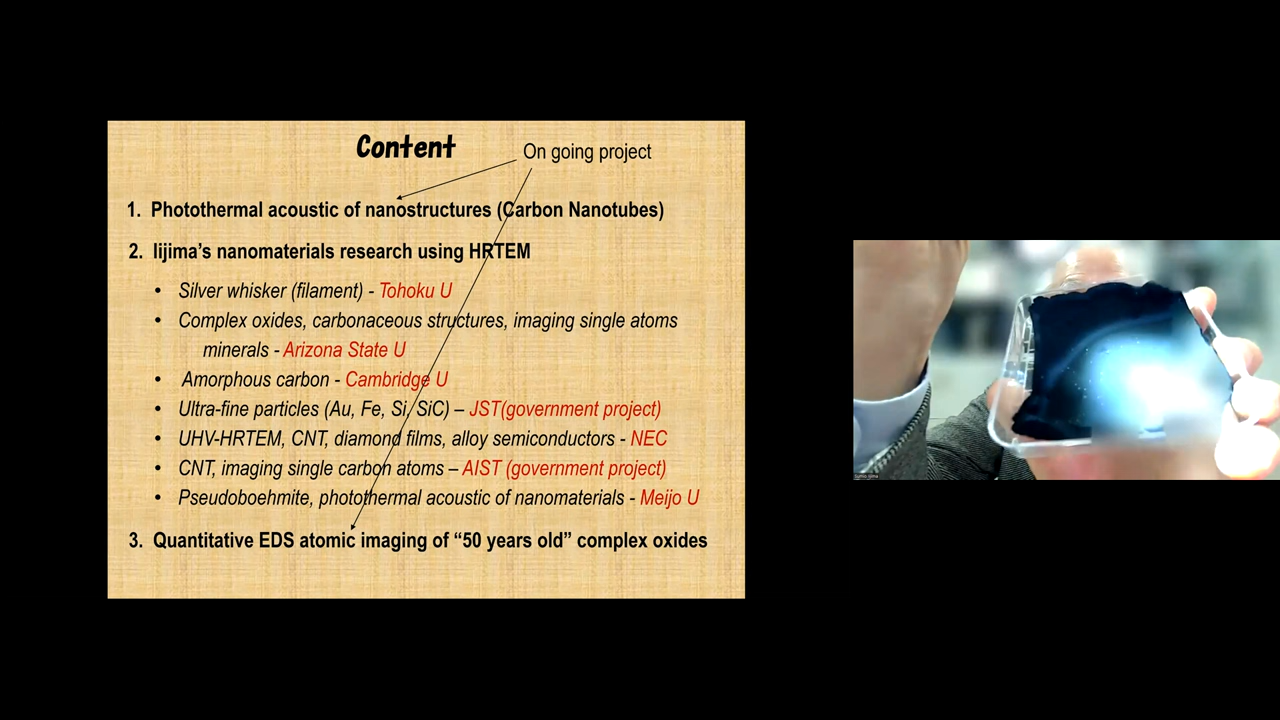 Content
On going project
1. Photothermal acoustic of nanostructures (Carbon Nanotubes)
2. Iijima's nanomaterials research using HRTEM
• Silver whisker (filament) - Tohoku U
• Complex oxides, carbonaceous structures, imaging single atoms
minerals - Arizona State U
• Amorphous carbon - Cambridge U
• Ultra-fine particles (Au, Fe, Si, SiC) – JST(government project)
• UHV-HRTEM, CNT, diamond films, alloy semiconductors - NEC
• CNT, imaging single carbon atoms – AIST (government project)
• Pseudoboehmite, photothermal acoustic of nanomaterials - Meijo U
3. Quantitative EDS atomic imaging of “50 years old” complex oxides